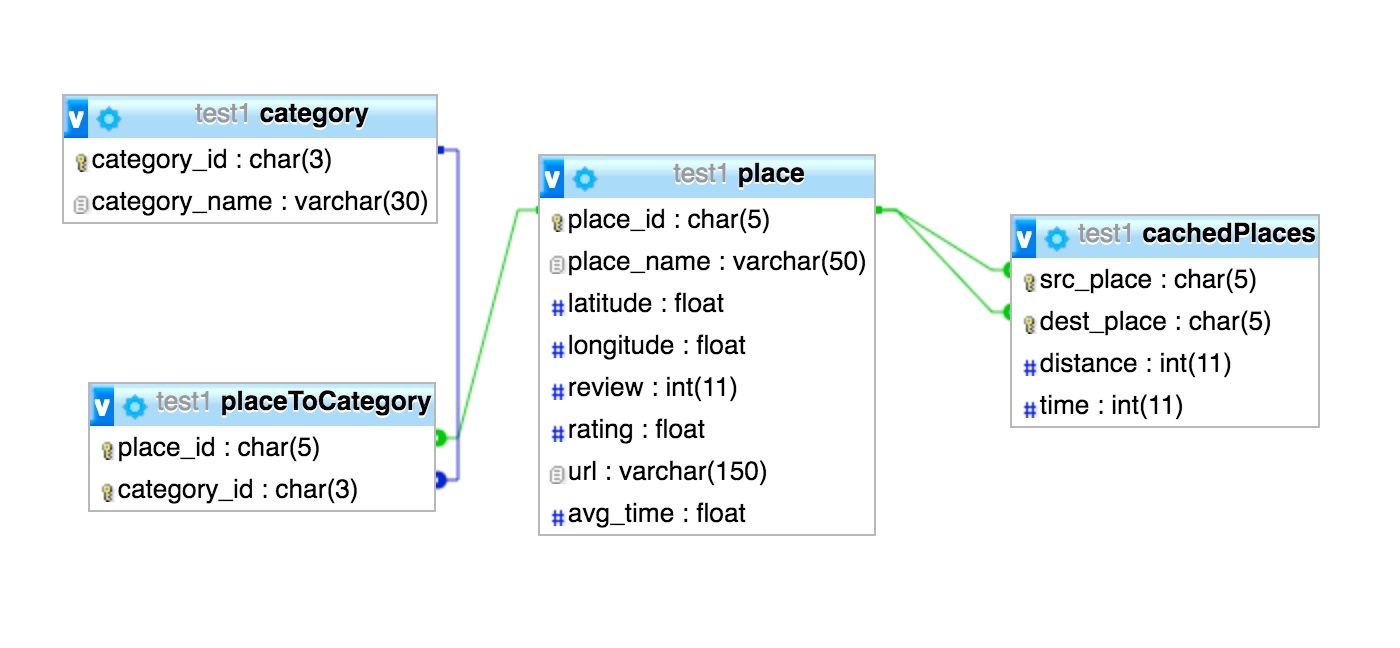 v test1 category
category_id : char(3)
category_name : varchar(30)
v test1 placeToCategory
place_id : char(5)
category_id : char(3)
v test1 place
place_id : char(5)
place_name : varchar(50)
# latitude : float
# longitude : float
# review : int(11)
# rating : float
url : varchar(150)
# avg_time : float
v test1 cachedPlaces
src_place : char(5)
dest_place : char(5)
# distance : int(11)
# time : int(11)